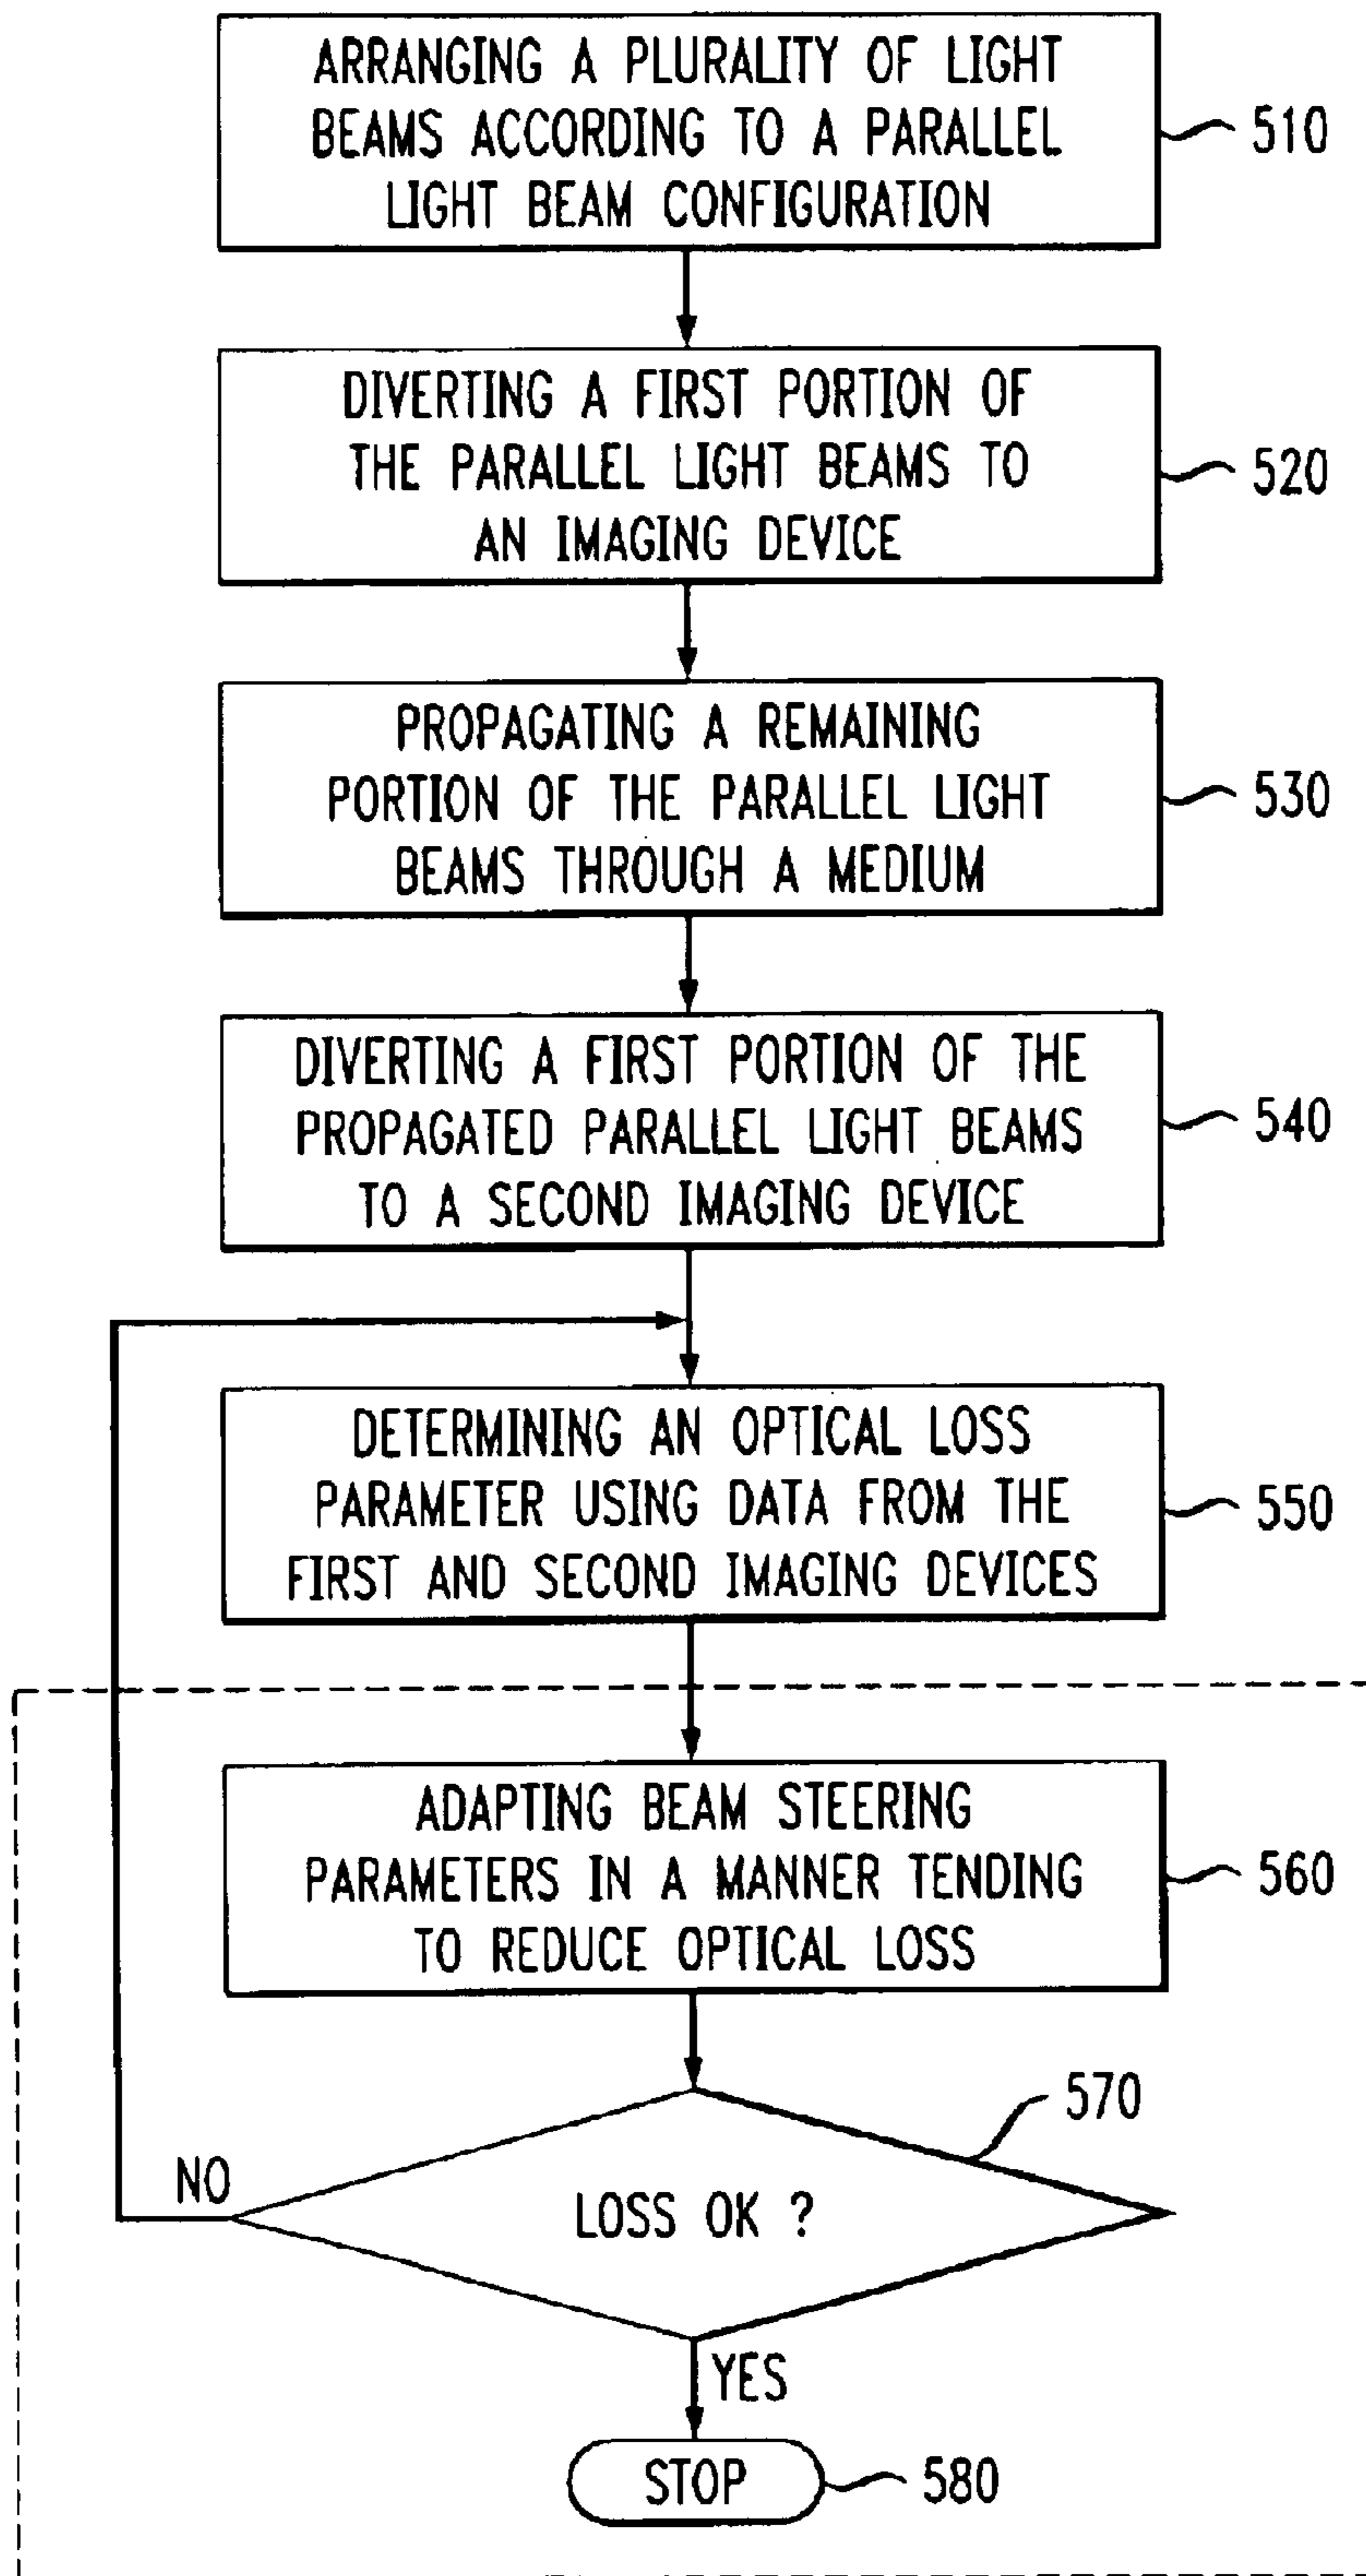 ARRANGING A PLURALITY OF LIGHT
BEAMS ACCORDING TO A PARALLEL
LIGHT BEAM CONFIGURATION
510
DIVERTING A FIRST PORTION OF
THE PARALLEL LIGHT BEAMS TO
AN IMAGING DEVICE
520
PROPAGATING A REMAINING
PORTION OF THE PARALLEL LIGHT
BEAMS THROUGH A MEDIUM
530
DIVERTING A FIRST PORTION OF THE
PROPAGATED PARALLEL LIGHT BEAMS
TO A SECOND IMAGING DEVICE
540
DETERMINING AN OPTICAL LOSS
PARAMETER USING DATA FROM THE
FIRST AND SECOND IMAGING DEVICES
550
ADAPTING BEAM STEERING
PARAMETERS IN A MANNER TENDING
TO REDUCE OPTICAL LOSS
560
570
NO
LOSS OK ?
YES
STOP
580